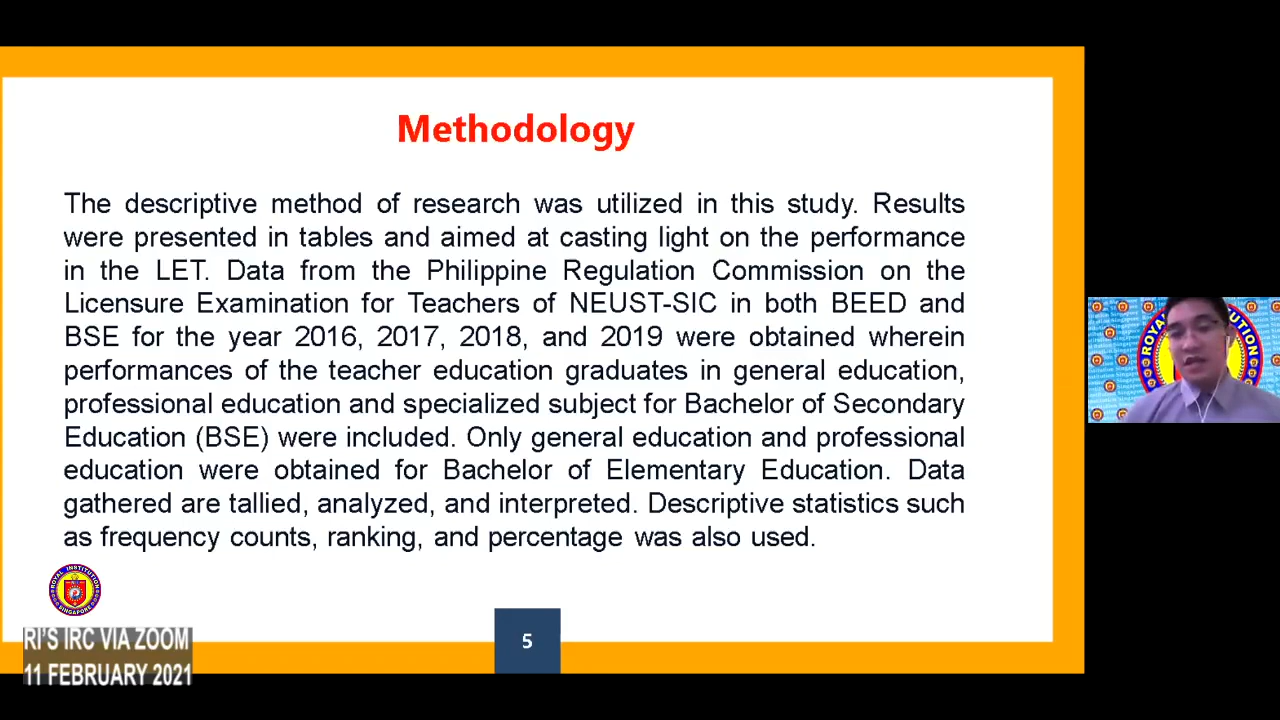 Methodology
The descriptive method of research was utilized in this study. Results
were presented in tables and aimed at casting light on the performance
in the LET. Data from the Philippine Regulation Commission on the
Licensure Examination for Teachers of NEUST-SIC in both BEED and
BSE for the year 2016, 2017, 2018, and 2019 were obtained wherein
performances of the teacher education graduates in general education,
professional education and specialized subject for Bachelor of Secondary
Education (BSE) were included. Only general education and professional
education were obtained for Bachelor of Elementary Education. Data
gathered are tallied, analyzed, and interpreted. Descriptive statistics such
as frequency counts, ranking, and percentage was also used.
ROYAL INSTITUTION
SINGAPORE
RI'S IRC VIA ZOOM
11 FEBRUARY 2021
5